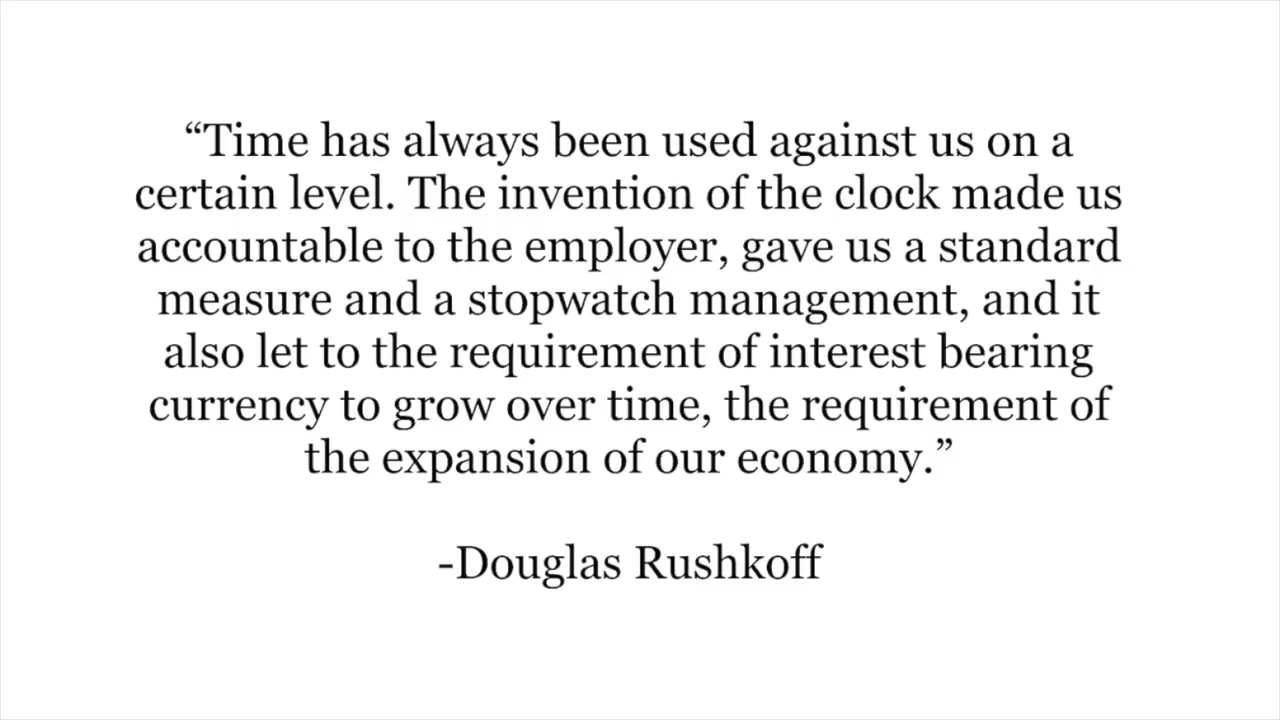 “Time has always been used against us on a
certain level. The invention of the clock made us
accountable to the employer, gave us a standard
measure and a stopwatch management, and it
also let to the requirement of interest bearing
currency to grow over time, the requirement of
the expansion of our economy.”
-Douglas Rushkoff